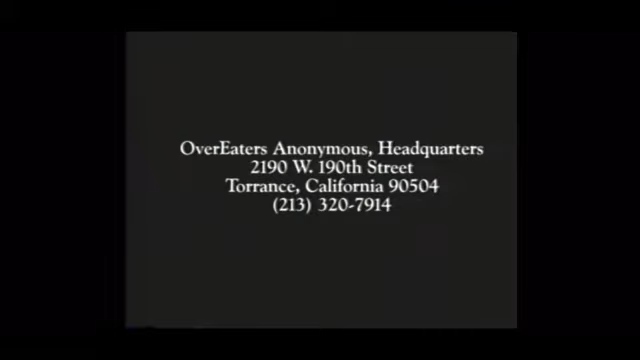 OverEaters Anonymous, Headquarters
2190 W. 190th Street
Torrance, California 90504
(213) 320-7914